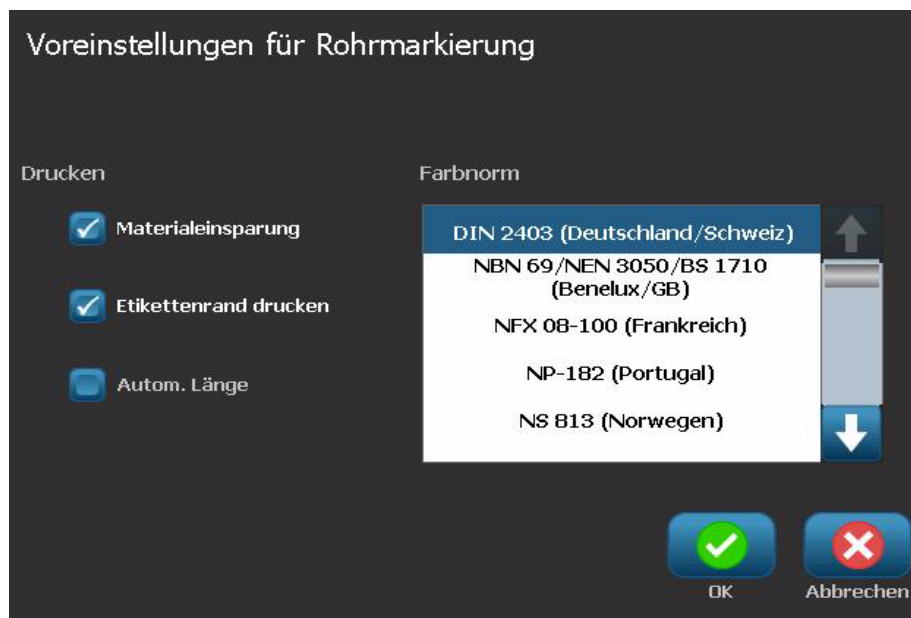 Voreinstellungen für Rohrmarkierung
Drucken
Materialeinsparung
Etikettenrand drucken
Autom. Länge
Farbnorm
DIN 2403 (Deutschland/Schweiz)
NBN 69/NEN 3050/BS 1710
(Benelux/GB)
NFX 08-100 (Frankreich)
NP-182 (Portugal)
NS 813 (Norwegen)
OK
Abbrechen